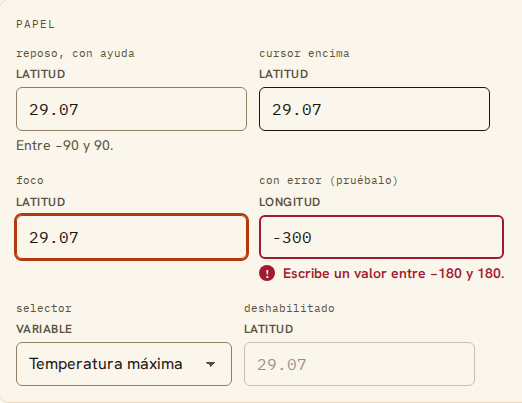 PAPEL
reposo, con ayuda
LATITUD
29.07
Entre −90 y 90.
cursor encima
LATITUD
29.07
foco
LATITUD
29.07
con error (pruébalo)
LONGITUD
-300
! Escribe un valor entre −180 y 180.
selector
VARIABLE
Temperatura máxima
deshabilitado
LATITUD
29.07